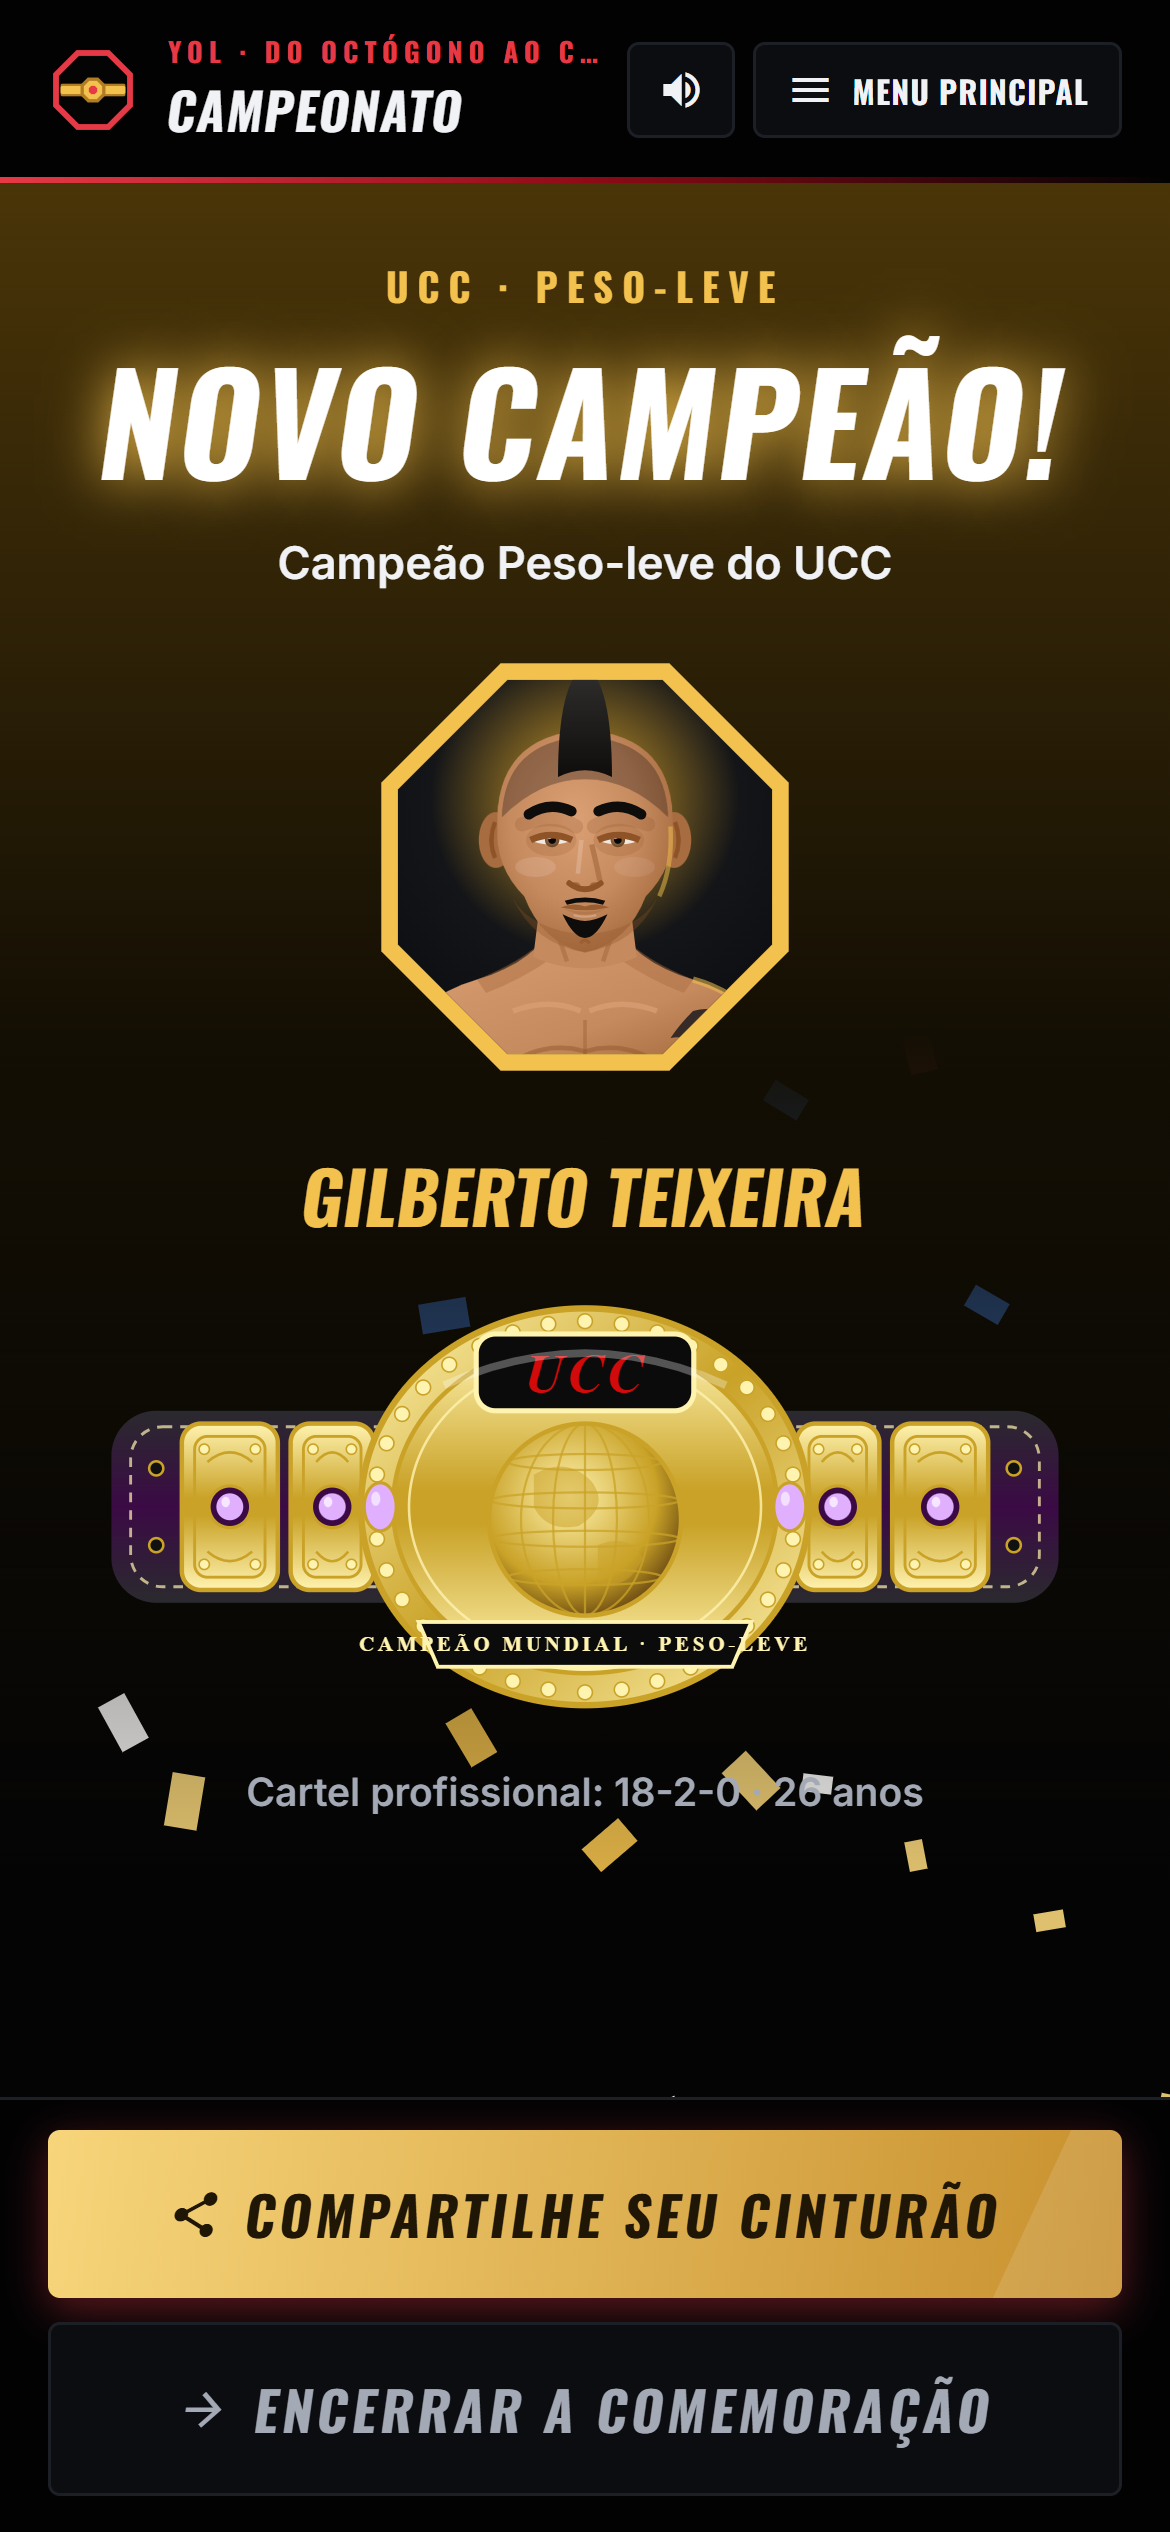 YOL · DO OCTÓGONO AO C...
CAMPEONATO
MENU PRINCIPAL
UCC · PESO-LEVE
NOVO CAMPEÃO!
Campeão Peso-leve do UCC
GILBERTO TEIXEIRA
UCC
CAMPEÃO MUNDIAL · PESO-LEVE
Cartel profissional: 18-2-0 · 26 anos
COMPARTILHE SEU CINTURÃO
ENCERRAR A COMEMORAÇÃO